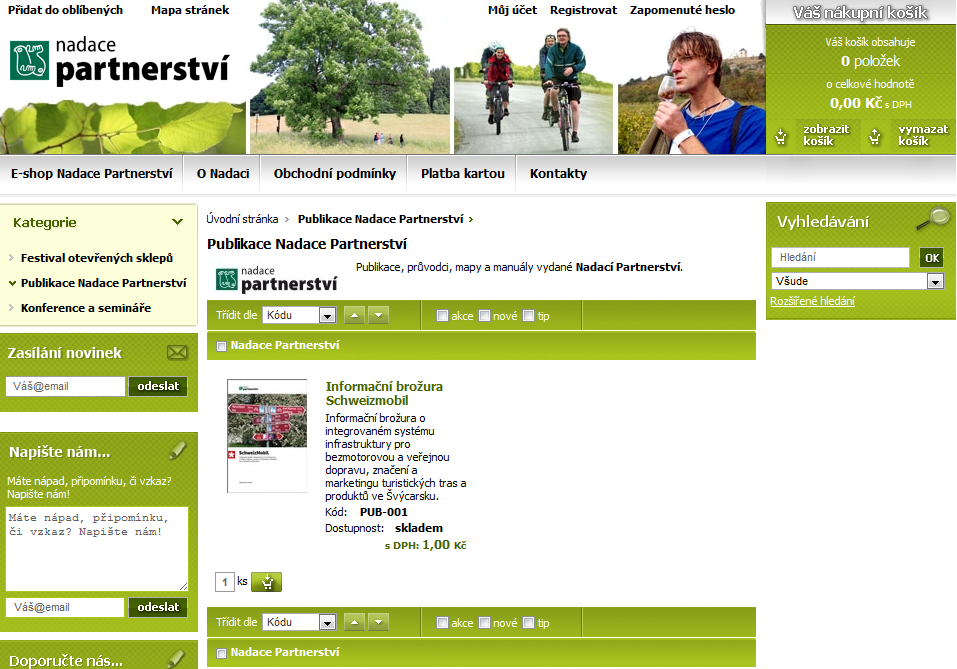 Přidat do oblíbených
Mapa stránek
Můj účet
Registrovat
Zapomenuté heslo
nadace
partnerství
Váš nákupní košík
Váš košík obsahuje
0 položek
o celkové hodnotě
0,00 Kč s DPH
zobrazit
košík
vymazat
košík
E-shop Nadace Partnerství
O Nadaci
Obchodní podmínky
Platba kartou
Kontakty
Kategorie
Festival otevřených sklepů
Publikace Nadace Partnerství
Konference a semináře
Zasílání novinek
Váš@email
odeslat
Napište nám...
Máte nápad, připomínku, či vzkaz?
Napište nám!
Máte nápad, připomínku,
či vzkaz? Napište nám!
Váš@email
odeslat
Doporučte nás...
Úvodní stránka > Publikace Nadace Partnerství >
Publikace Nadace Partnerství
nadace
partnerství
Publikace, průvodci, mapy a manuály vydané Nadací Partnerství.
Třídit dle Kódu akce nové tip
Nadace Partnerství
partnerství
SchweizMobil
Informační brožura
Schweizmobil
Informační brožura o
integrovaném systému
infrastruktury pro
bezmotorovou a veřejnou
dopravu, značení a
marketingu turistických tras a
produktů ve Švýcarsku.
Kód: PUB-001
Dostupnost: skladem
s DPH: 1,00 Kč
1 ks
Třídit dle Kódu akce nové tip
Nadace Partnerství
Vyhledávání
Hledání
OK
Všude
Rozšířené hledání